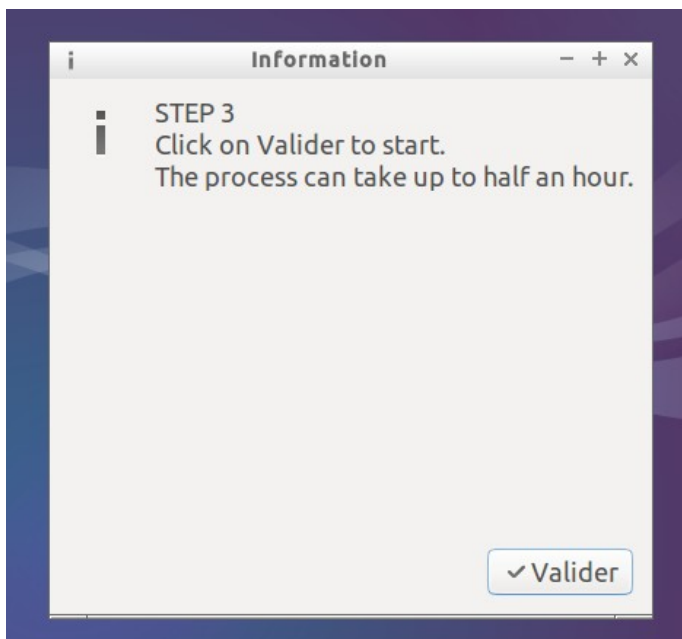 Information
STEP 3
Click on Valider to start.
The process can take up to half an hour.
Valider